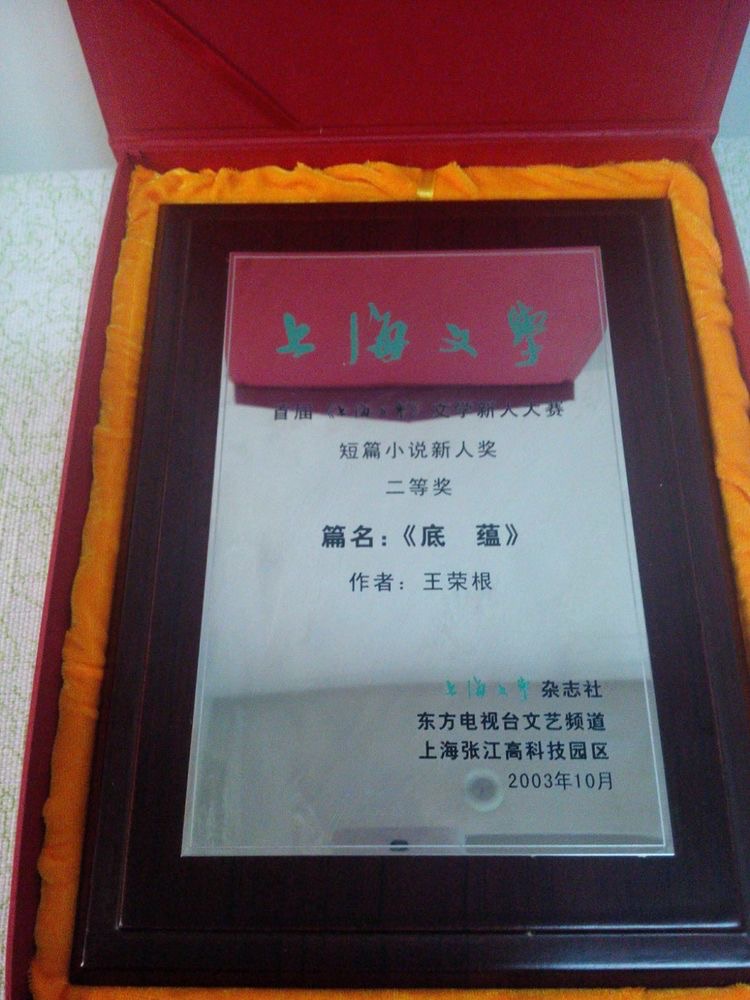 上海文学
首届《上海文学》文学新人大赛
短篇小说新人奖
二等奖
篇名:《底 蕴》
作者：王荣根
上海文学 杂志社
东方电视台文艺频道
上海张江高科技园区
2003年10月